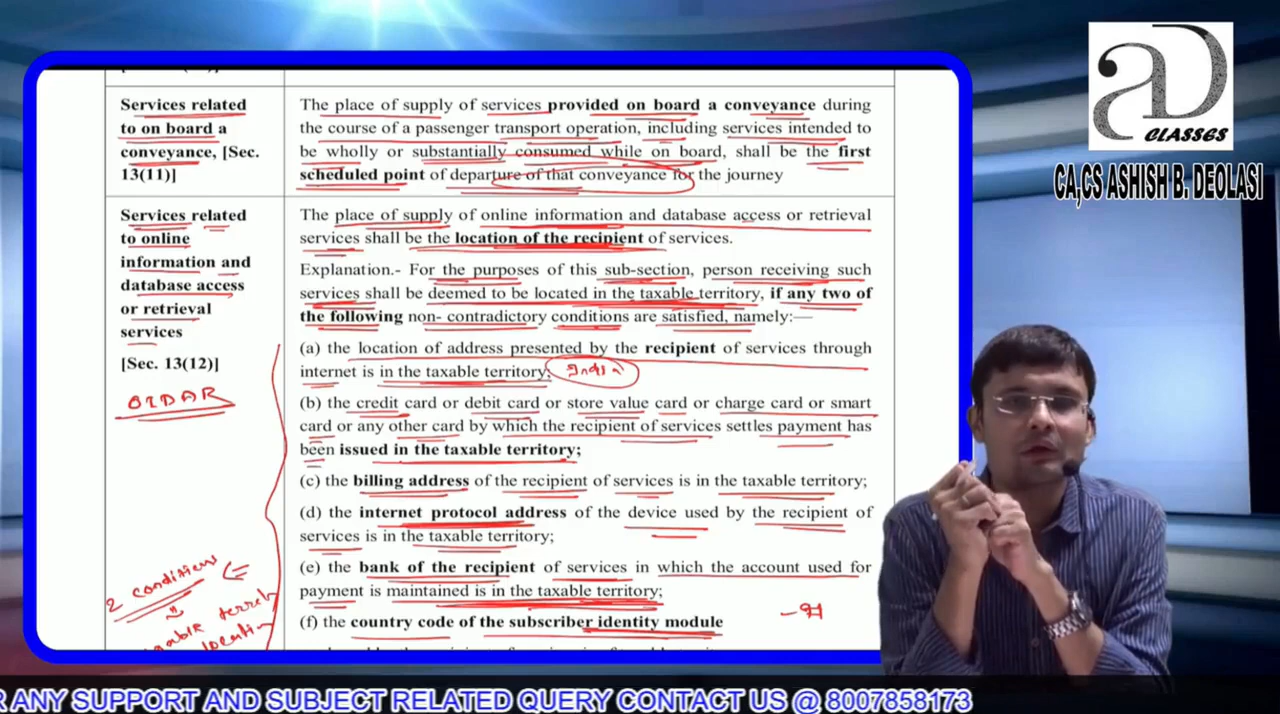 Services related
to on board a
conveyance, [Sec.
13(11)]
The place of supply of services provided on board a conveyance during
the course of a passenger transport operation, including services intended to
be wholly or substantially consumed while on board, shall be the first
scheduled point of departure of that conveyance for the journey
Services related
to online
information and
database access
or retrieval
services
[Sec. 13(12)]
OIDAR
2 conditions
location
The place of supply of online information and database access or retrieval
services shall be the location of the recipient of services.
Explanation.- For the purposes of this sub-section, person receiving such
services shall be deemed to be located in the taxable territory, if any two of
the following non- contradictory conditions are satisfied, namely:—
(a) the location of address presented by the recipient of services through
internet is in the taxable territory;
(b) the credit card or debit card or store value card or charge card or smart
card or any other card by which the recipient of services settles payment has
been issued in the taxable territory;
(c) the billing address of the recipient of services is in the taxable territory;
(d) the internet protocol address of the device used by the recipient of
services is in the taxable territory;
(e) the bank of the recipient of services in which the account used for
payment is maintained is in the taxable territory;
(f) the country code of the subscriber identity module
aD
CLASSES
CA,CS ASHISH B. DEOLASI
R ANY SUPPORT AND SUBJECT RELATED QUERY CONTACT US @ 8007858173